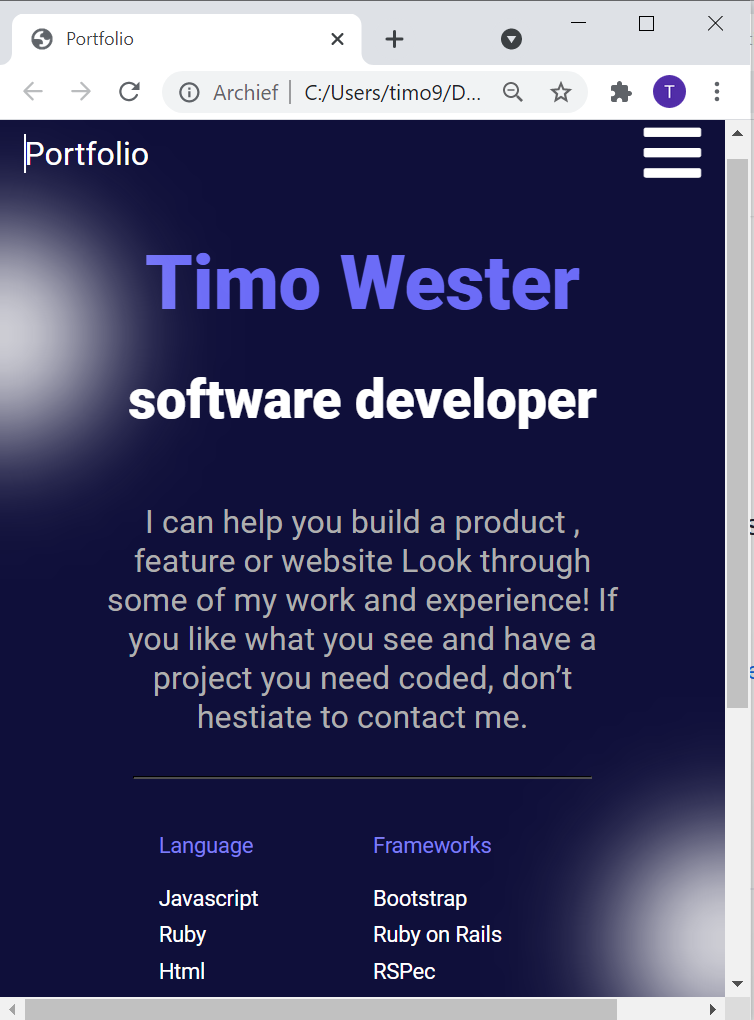 Portfolio
Archief | C:/Users/timo9/D...
T
Portfolio
Timo Wester
software developer
I can help you build a product ,
feature or website Look through
some of my work and experience! If
you like what you see and have a
project you need coded, don’t
hestiate to contact me.
Language
Frameworks
Javascript
Bootstrap
Ruby
Ruby on Rails
Html
RSPec